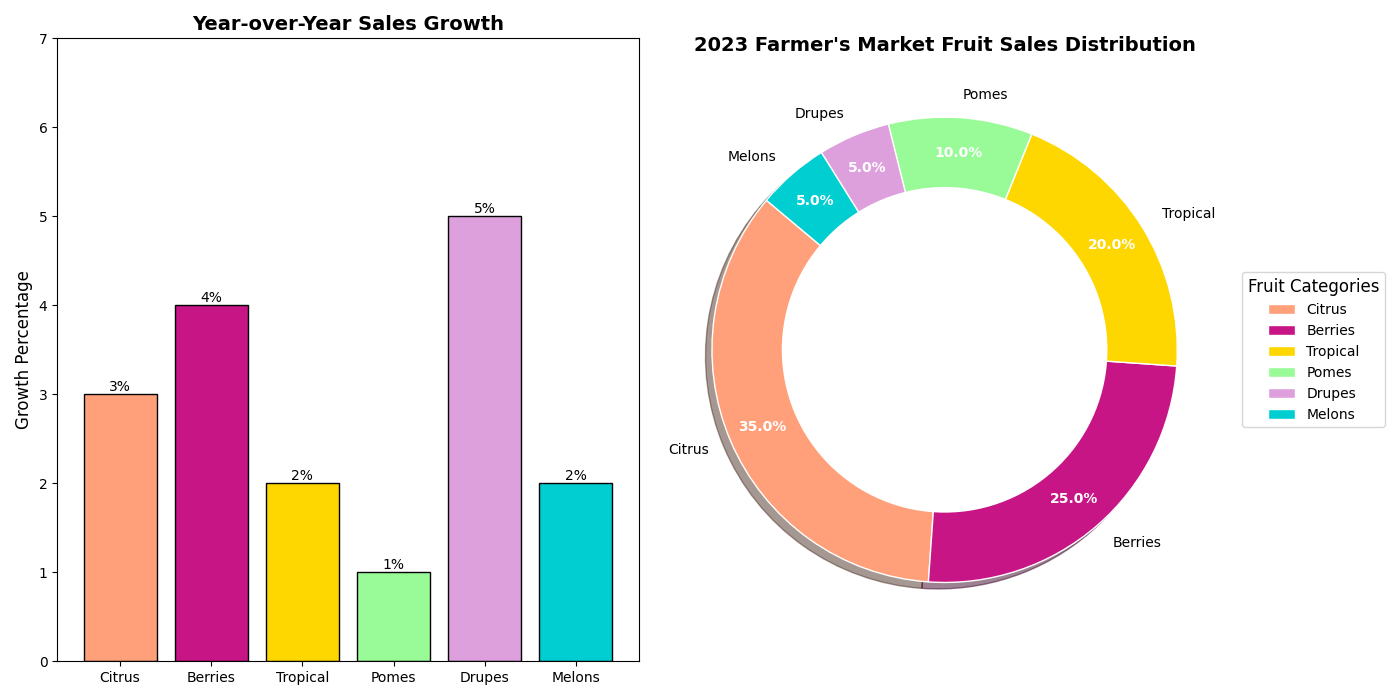 Year-over-Year Sales Growth
Growth Percentage
7
6
5
4
3
2
1
0
3%
4%
2%
1%
5%
2%
Citrus
Berries
Tropical
Pomes
Drupes
Melons
2023 Farmer's Market Fruit Sales Distribution
Pomes
Drupes
Melons
Tropical
Citrus
Berries
10.0%
5.0%
5.0%
20.0%
35.0%
25.0%
Fruit Categories
Citrus
Berries
Tropical
Pomes
Drupes
Melons